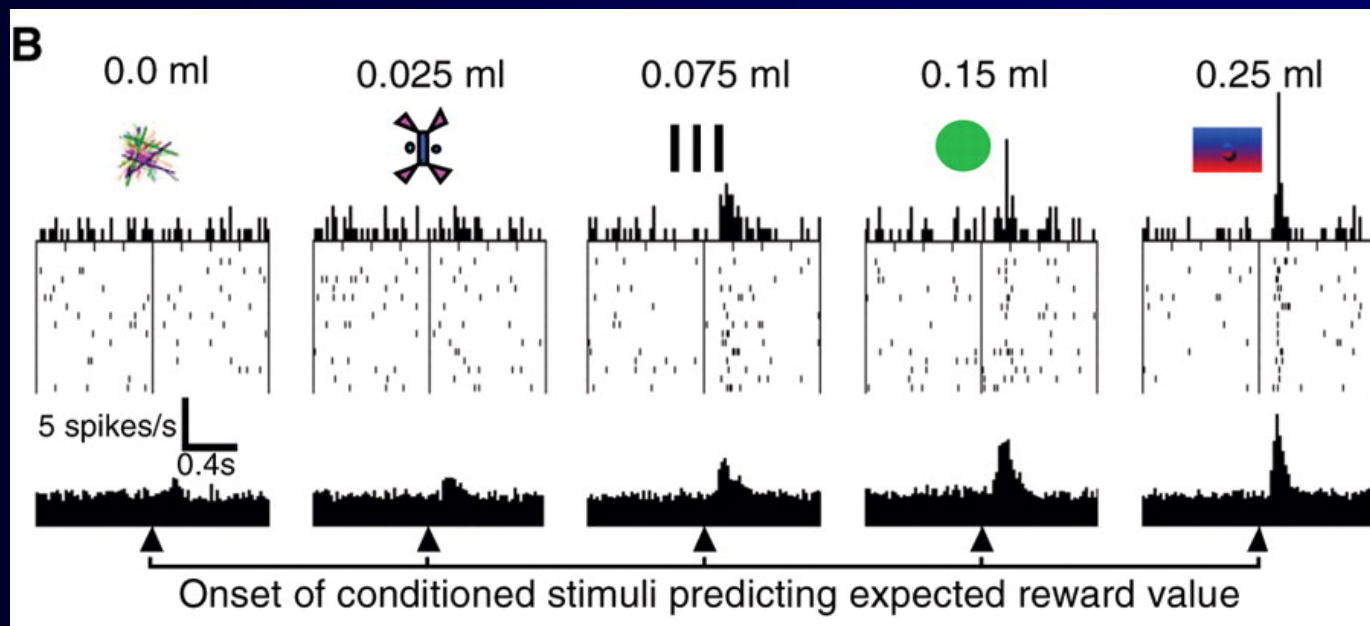 B
0.0 ml
0.025 ml
0.075 ml
0.15 ml
0.25 ml
5 spikes/s
0.4s
Onset of conditioned stimuli predicting expected reward value